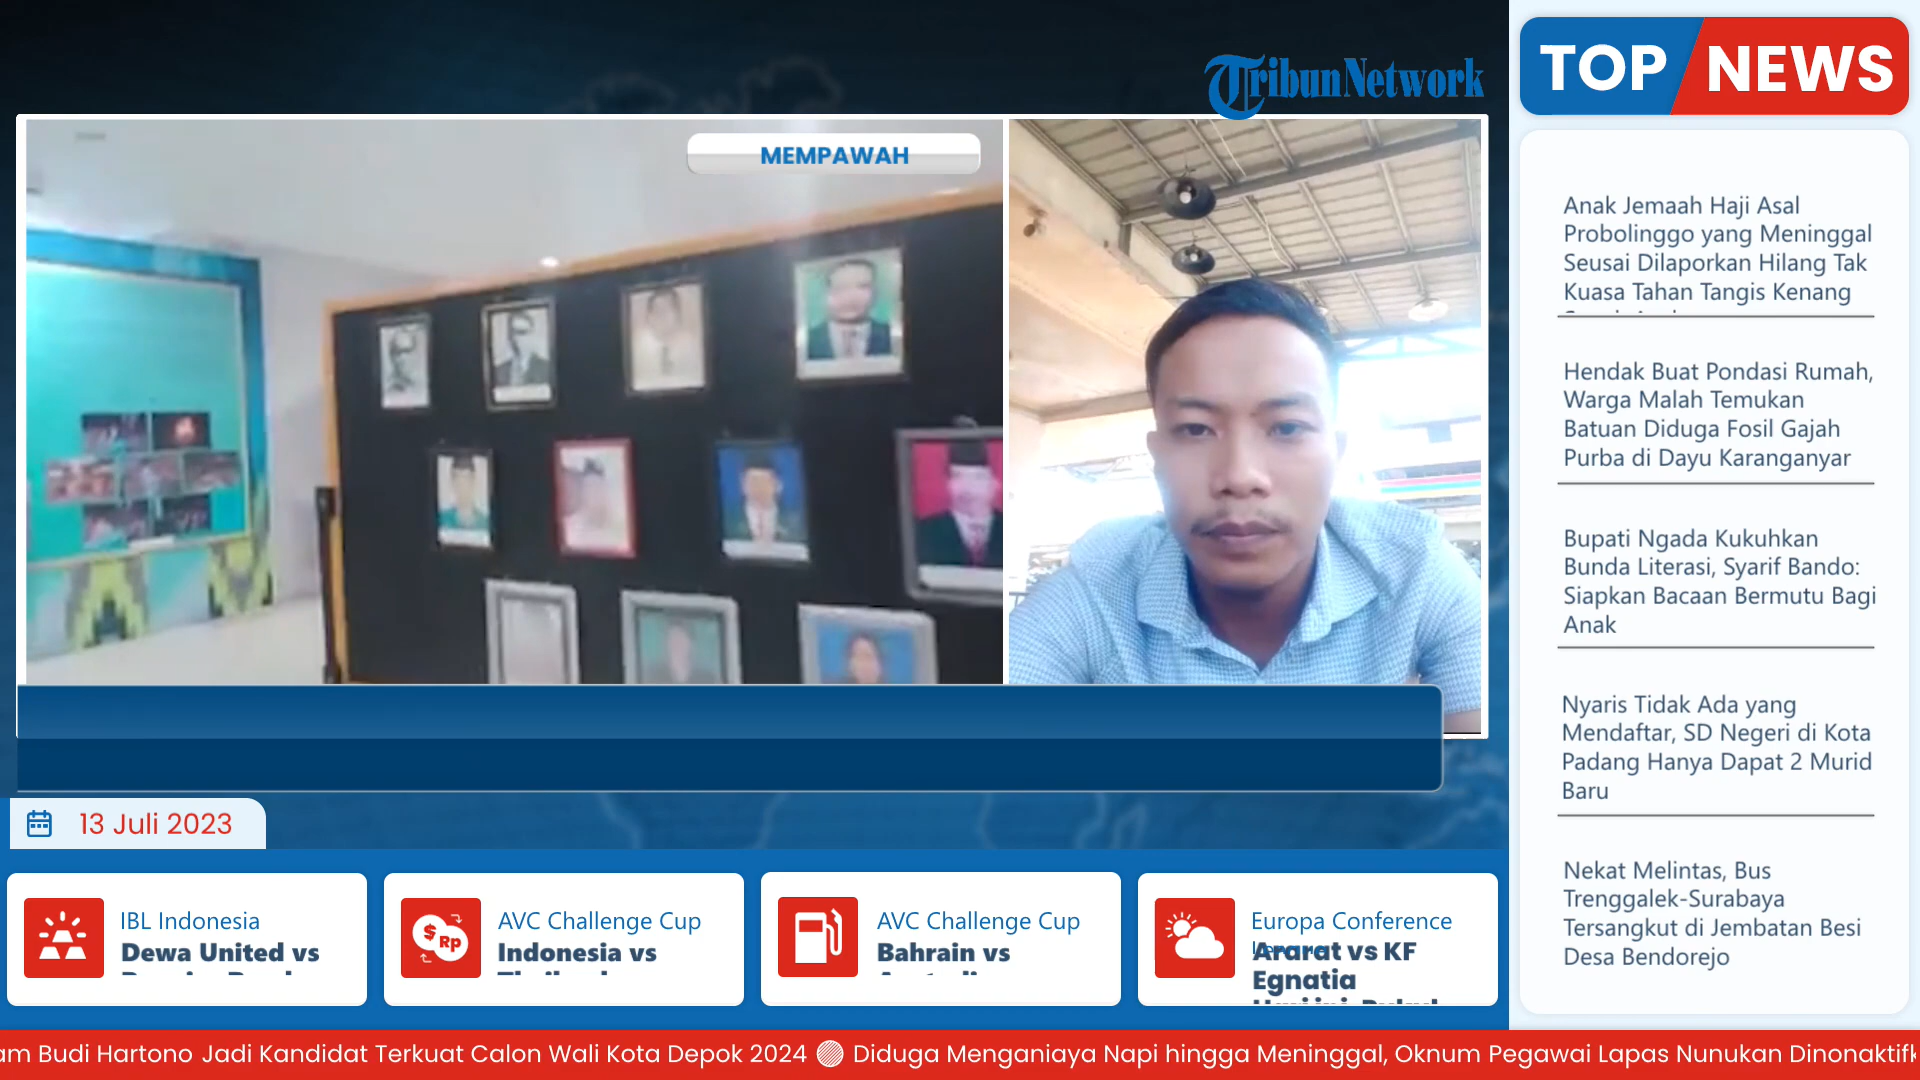 TribunNetwork
MEMPAWAH
TOP NEWS
Anak Jemaah Haji Asal
Probolinggo yang Meninggal
Seusai Dilaporkan Hilang Tak
Kuasa Tahan Tangis Kenang
Hendak Buat Pondasi Rumah,
Warga Malah Temukan
Batuan Diduga Fosil Gajah
Purba di Dayu Karanganyar
Bupati Ngada Kukuhkan
Bunda Literasi, Syarif Bando:
Siapkan Bacaan Bermutu Bagi
Anak
Nyaris Tidak Ada yang
Mendaftar, SD Negeri di Kota
Padang Hanya Dapat 2 Murid
Baru
Nekat Melintas, Bus
Trenggalek-Surabaya
Tersangkut di Jembatan Besi
Desa Bendorejo
13 Juli 2023
IBL Indonesia
Dewa United vs
$ Rp
AVC Challenge Cup
Indonesia vs
AVC Challenge Cup
Bahrain vs
Europa Conference
Ararat vs KF
Egnatia
am Budi Hartono Jadi Kandidat Terkuat Calon Wali Kota Depok 2024 Diduga Menganiaya Napi hingga Meninggal, Oknum Pegawai Lapas Nunukan Dinonaktifk